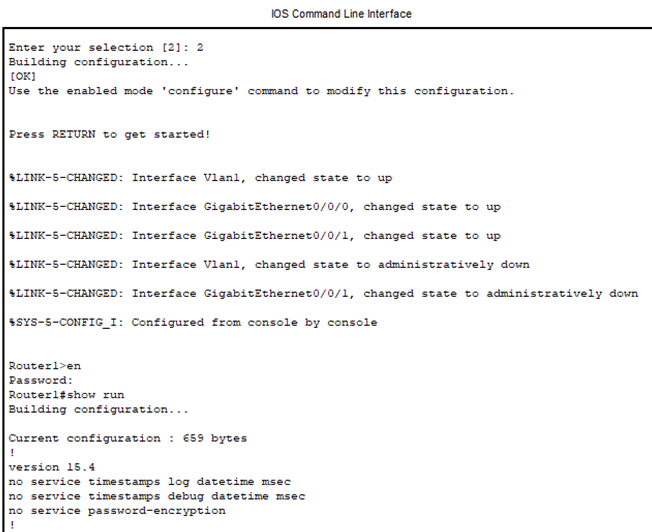 IOS Command Line Interface
Enter your selection [2]: 2
Building configuration...
[OK]
Use the enabled mode 'configure' command to modify this configuration.
Press RETURN to get started!
%LINK-5-CHANGED: Interface Vlan1, changed state to up
%LINK-5-CHANGED: Interface GigabitEthernet0/0/0, changed state to up
%LINK-5-CHANGED: Interface GigabitEthernet0/0/1, changed state to up
%LINK-5-CHANGED: Interface Vlan1, changed state to administratively down
%LINK-5-CHANGED: Interface GigabitEthernet0/0/1, changed state to administratively down
%SYS-5-CONFIG_I: Configured from console by console
Router1>en
Password:
Router1#show run
Building configuration...
Current configuration : 659 bytes
!
version 15.4
no service timestamps log datetime msec
no service timestamps debug datetime msec
no service password-encryption
!